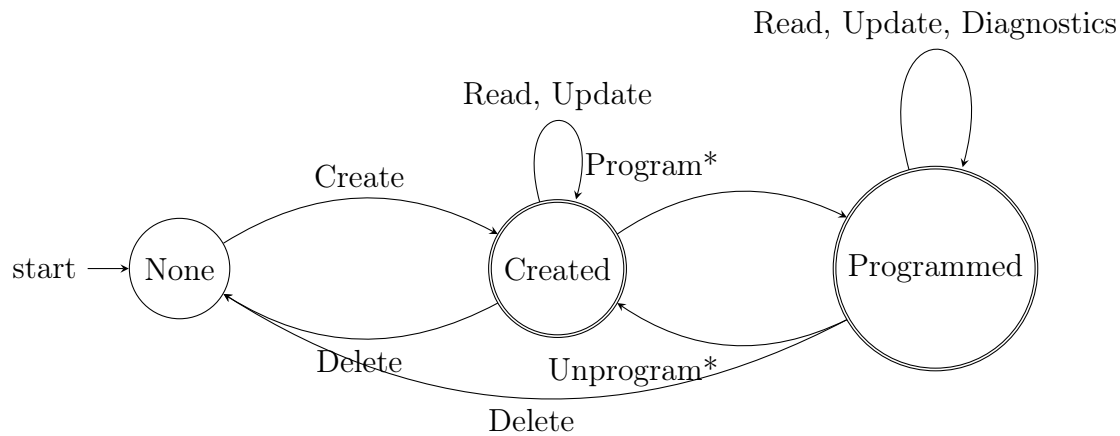 Read, Update, Diagnostics
Read, Update
Program*
Create
start
None
Created
Programmed
Delete
Unprogram*
Delete